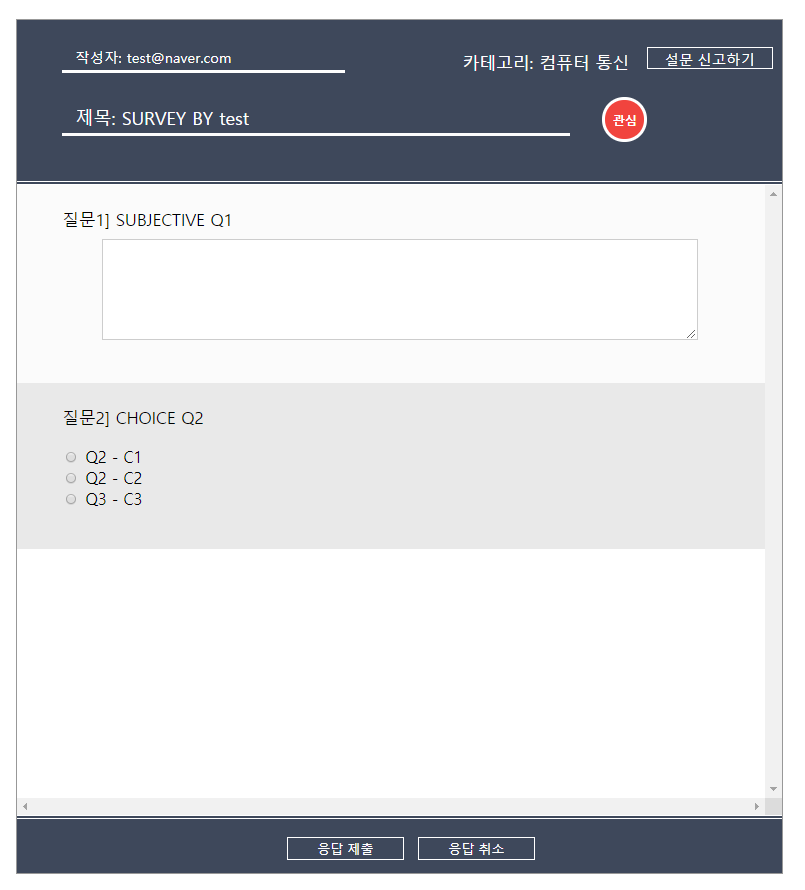 작성자: test@naver.com
카테고리: 컴퓨터 통신
설문 신고하기
제목: SURVEY BY test
관심
질문1] SUBJECTIVE Q1
질문2] CHOICE Q2
Q2 - C1
Q2 - C2
Q3 - C3
응답 제출
응답 취소